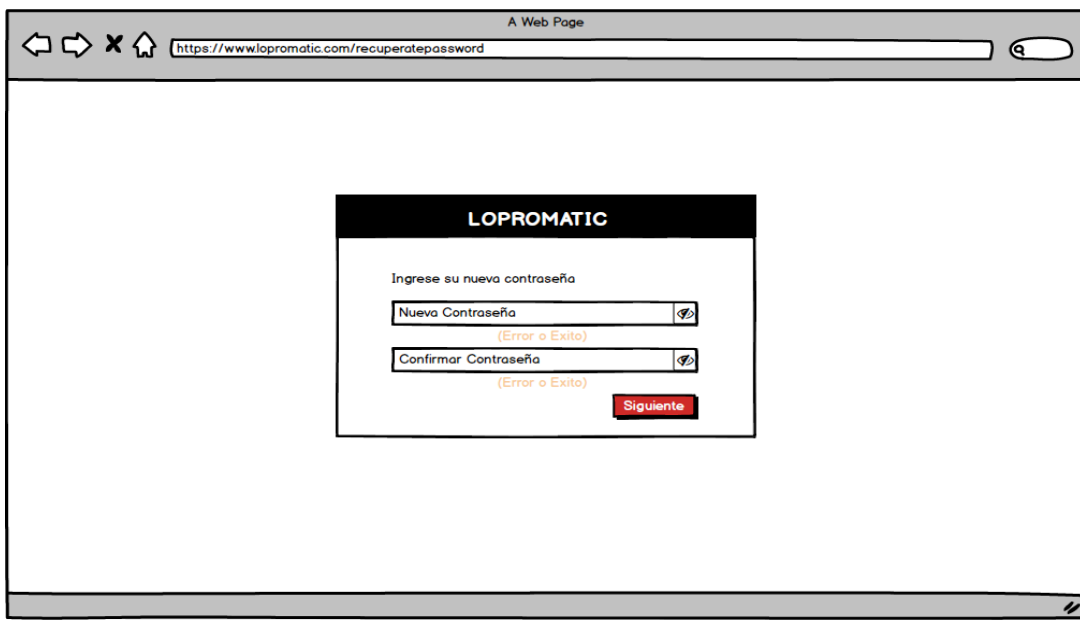 A Web Page
https://www.lopromatic.com/recuperatepassword
LOPROMATIC
Ingrese su nueva contraseña
Nueva Contraseña
(Error o Exito)
Confirmar Contraseña
(Error o Exito)
Siguiente